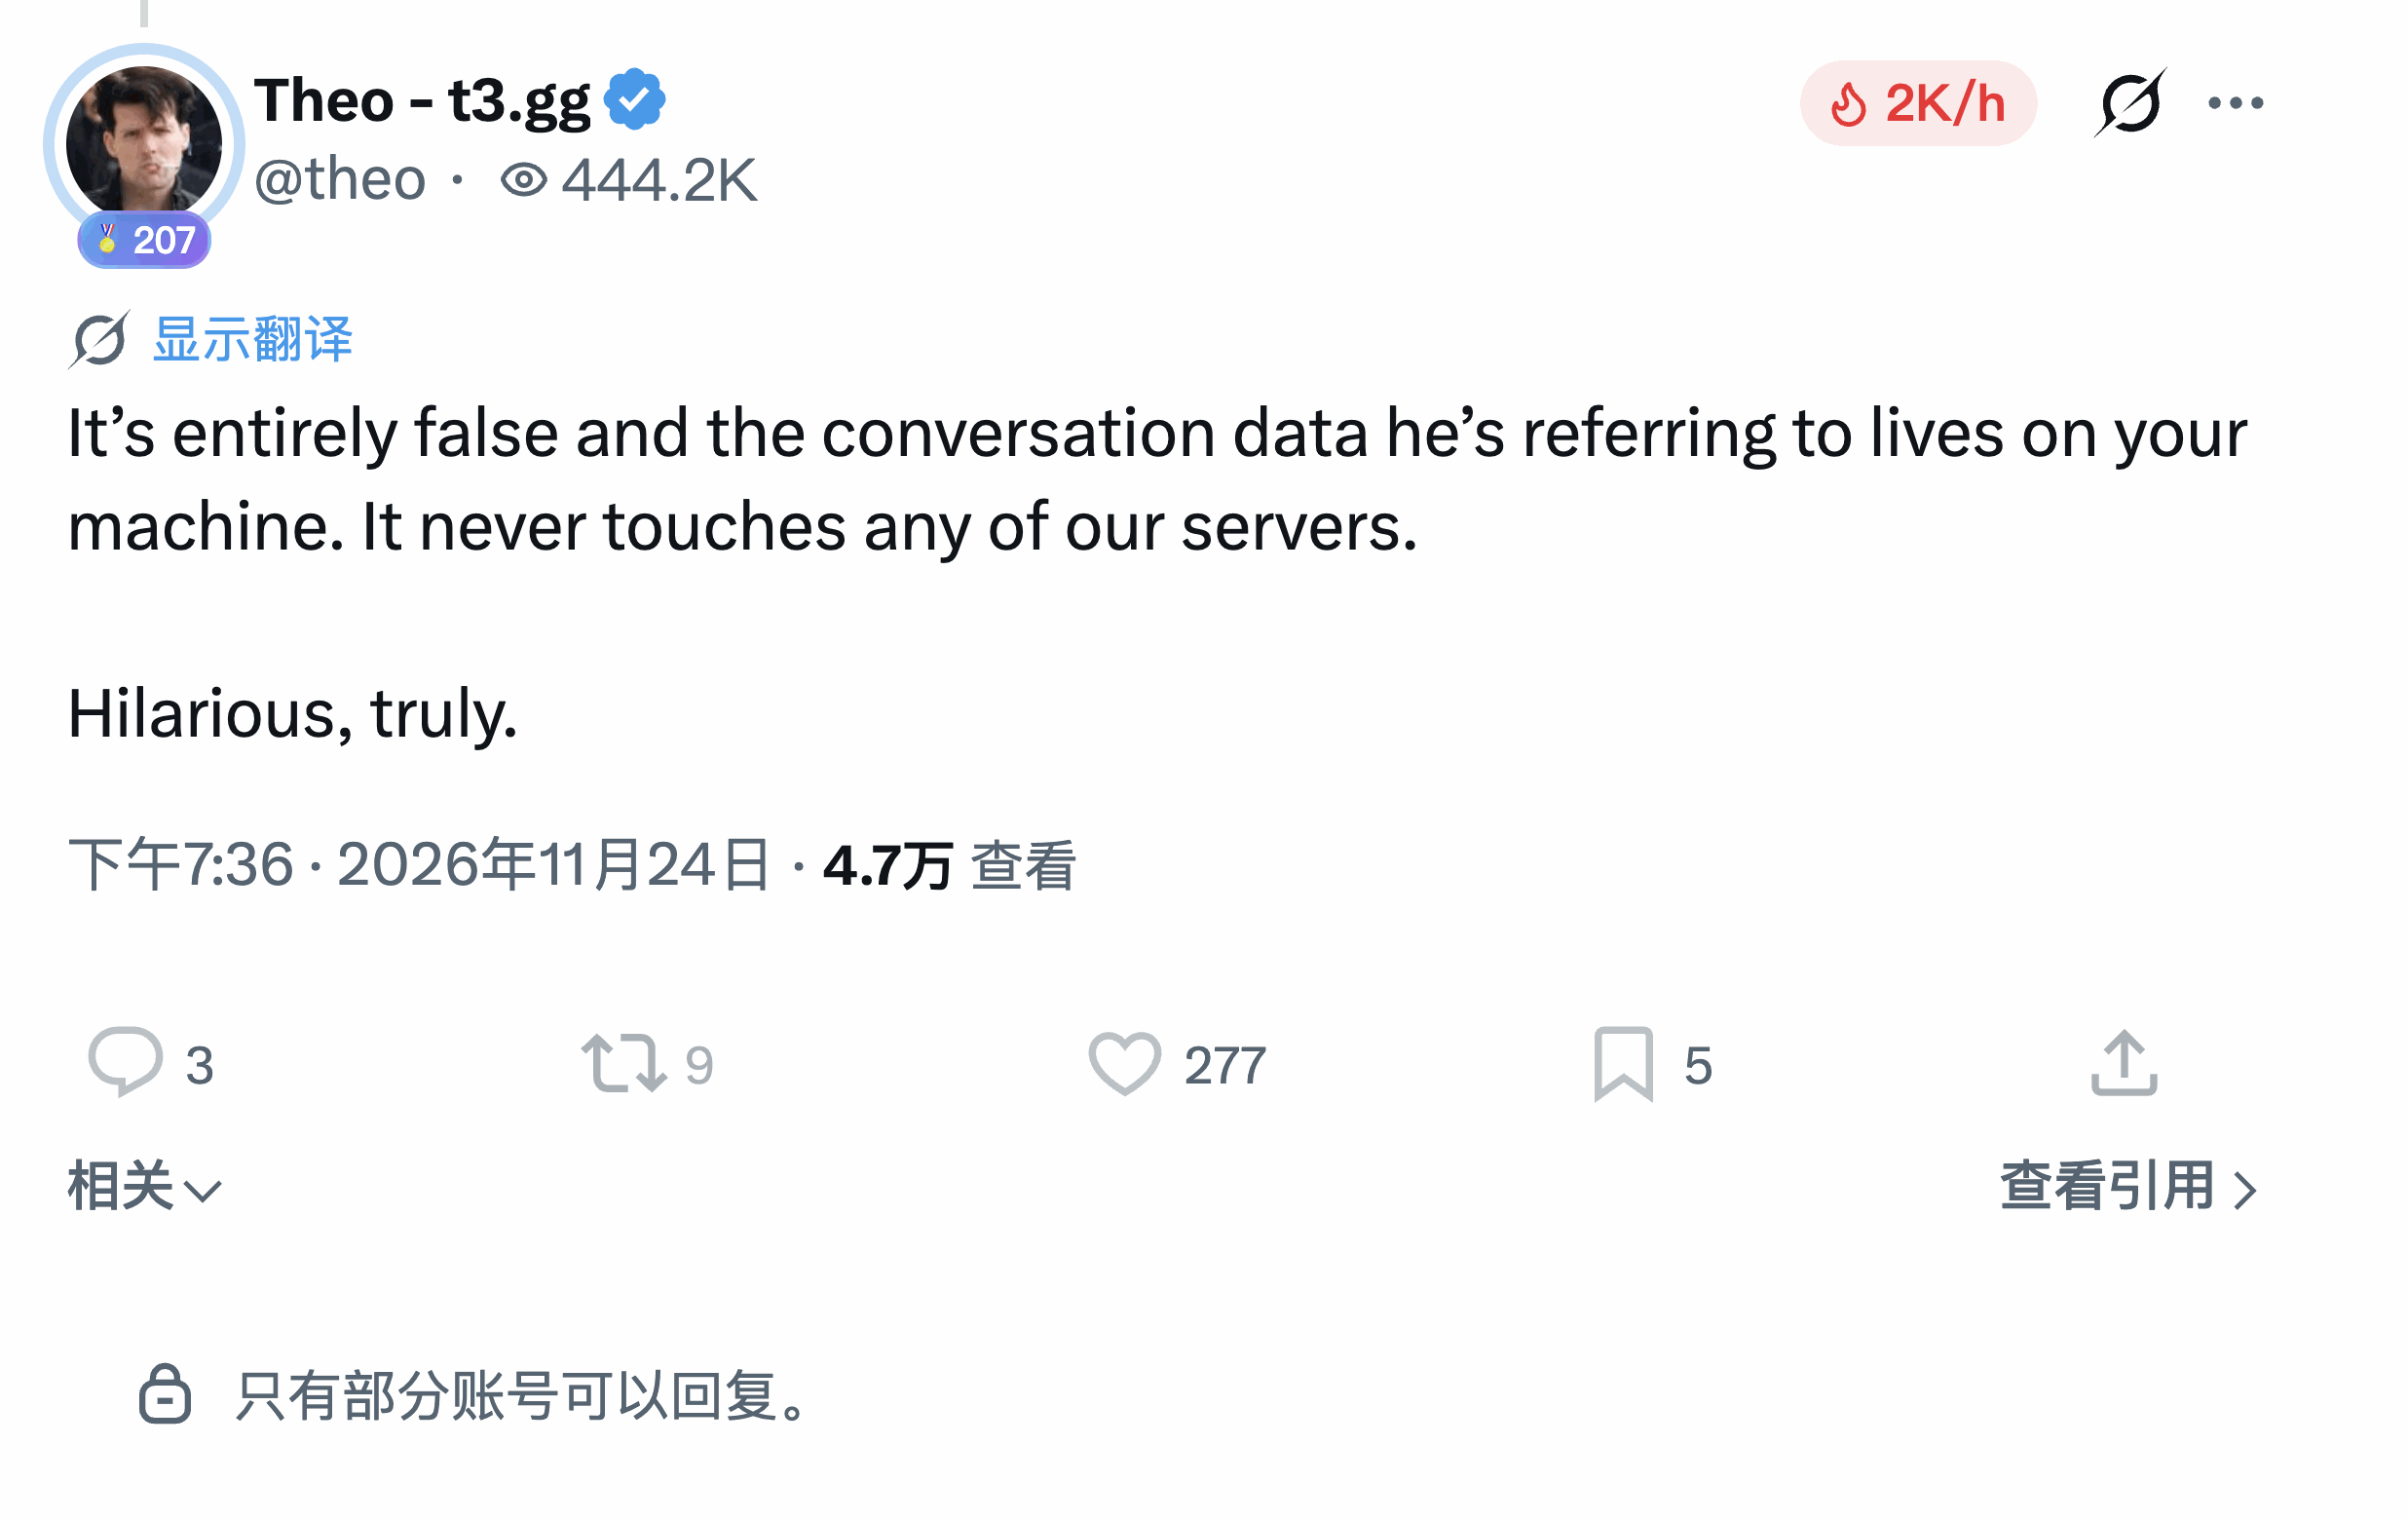 Theo - t3.gg
2K/h
@theo · 444.2K
207
显示翻译
It’s entirely false and the conversation data he’s referring to lives on your
machine. It never touches any of our servers.
Hilarious, truly.
下午7:36 · 2026年11月24日 · 4.7万 查看
3
9
277
5
相关
查看引用
只有部分账号可以回复。